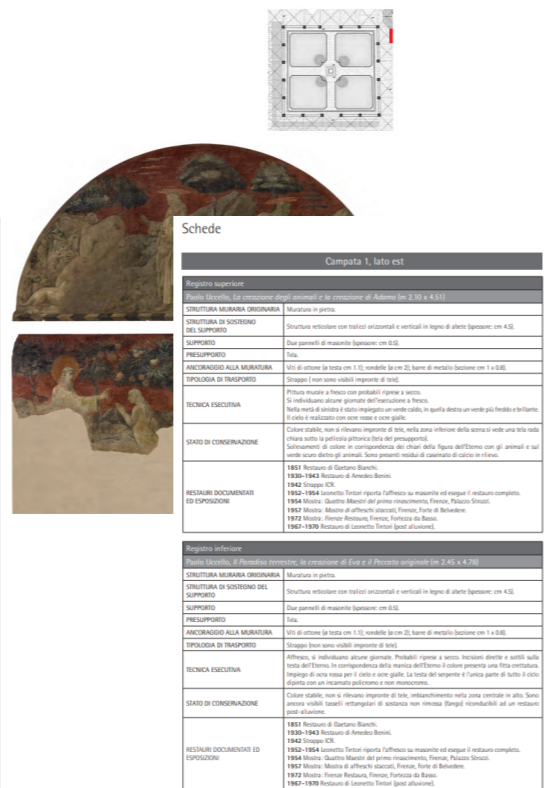 Schede
Campata 1, lato est
Registro superiore
Paolo Uccello, La creazione degli animali e la creazione di Adamo (m 2.10 x 4.51)
STRUTTURA MURARIA ORIGINARIA Muratura in pietra.
STRUTTURA DI SOSTEGNO
DEL SUPPORTO Struttura reticolare con tralicci orizzontali e verticali in legno di abete (spessore: cm 4.5).
SUPPORTO Due pannelli di masonite (spessore: cm 0.5).
PRESUPPOSTO Tela.
ANCORAGGIO ALLA MURATURA Viti di ottone (ø testa cm 1.1); rondelle (ø cm 2); barre di metallo (sezione cm 1 x 0.8).
TIPOLOGIA DI TRASPORTO Strappo ( non sono visibili impronte di tele).
TECNICA ESECUTIVA
Pittura murale a fresco con probabili riprese a secco.
Si individuano alcune giornate dell'esecuzione a fresco.
Nella metà di sinistra è stato impiegato un verde caldo, in quella destra un verde più freddo e brillante.
Il cielo è realizzato con ocre rosse e ocre gialle.
STATO DI CONSERVAZIONE
Colore stabile, non si rilevano impronte di tele, nella zona inferiore della scena si vede una tela rada
chiara sotto la pellicola pittorica (tela del presupposto).
Sollevamenti di colore in corrispondenza dei chiari della figura dell'Eterno con gli animali e sul
verde scuro dietro gli animali. Sono presenti residui di caseinato di calcio in rilievo.
RESTAURI DOCUMENTATI
ED ESPOSIZIONI
1851 Restauro di Gaetano Bianchi.
1930–1943 Restauro di Amedeo Benini.
1942 Strappo ICR.
1952–1954 Leonetto Tintori riporta l'affresco su masonite ed esegue il restauro completo.
1954 Mostra: Quattro Maestri del primo rinascimento, Firenze, Palazzo Strozzi.
1957 Mostra: Mostra di affreschi staccati, Firenze, Forte di Belvedere.
1972 Mostra: Firenze Restaura, Firenze, Fortezza da Basso.
1967–1970 Restauro di Leonetto Tintori (post alluvione).
Registro inferiore
Paolo Uccello, Il Paradiso terrestre, la creazione di Eva e il Peccato originale (m 2.45 x 4.78)
STRUTTURA MURARIA ORIGINARIA Muratura in pietra.
STRUTTURA DI SOSTEGNO DEL
SUPPORTO Struttura reticolare con tralicci orizzontali e verticali in legno di abete (spessore: cm 4.5).
SUPPORTO Due pannelli di masonite (spessore: cm 0.5).
PRESUPPOSTO Tela.
ANCORAGGIO ALLA MURATURA Viti di ottone (ø testa cm 1.1); rondelle (ø cm 2); barre di metallo (sezione cm 1 x 0.8).
TIPOLOGIA DI TRASPORTO Strappo (non sono visibili impronte di tele).
TECNICA ESECUTIVA
Affresco, si individuano alcune giornate. Probabili riprese a secco. Incisioni dirette e sottili sulla
testa dell'Eterno. In corrispondenza della manica dell'Eterno il colore presenta una fitta crettatura.
Impiego di ocra rossa per il cielo e ocre gialle. La testa del serpente è l'unica parte di tutto il ciclo
dipinta con un incarnato policromo e non monocromo.
STATO DI CONSERVAZIONE
Colore stabile, non si rilevano impronte di tele, imbianchimento nella zona centrale in alto. Sono
ancora visibili tasselli rettangolari di sostanza non rimossa (fango) riconducibili ad un restauro
post-alluvione.
RESTAURI DOCUMENTATI ED
ESPOSIZIONI
1851 Restauro di Gaetano Bianchi.
1930–1943 Restauro di Amedeo Benini.
1942 Strappo ICR.
1952–1954 Leonetto Tintori riporta l'affresco su masonite ed esegue il restauro completo.
1954 Mostra: Quattro Maestri del primo rinascimento, Firenze, Palazzo Strozzi.
1957 Mostra: Mostra di affreschi staccati, Firenze, Forte di Belvedere.
1972 Mostra: Firenze Restaura, Firenze, Fortezza da Basso.
1967–1970 Restauro di Leonetto Tintori (post alluvione).